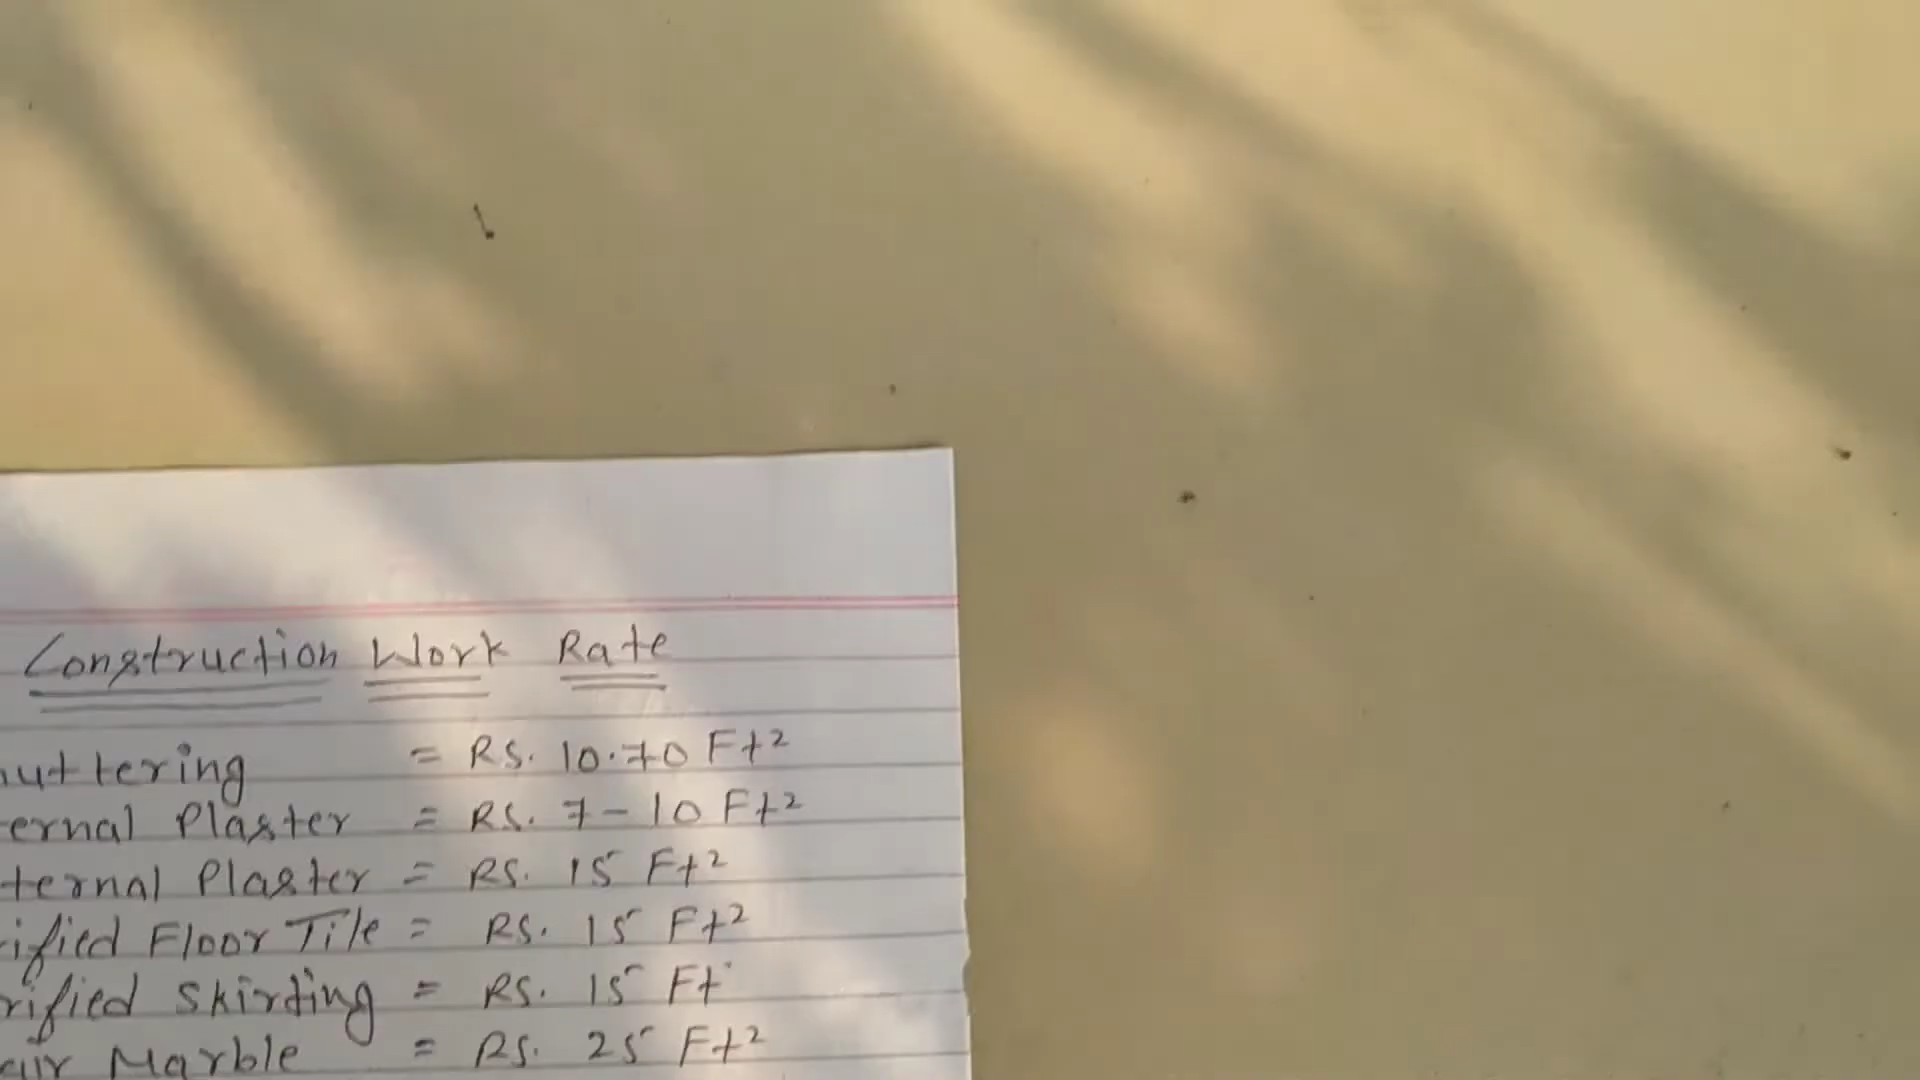 Construction Work Rate
uttering = RS. 10.70 Ft²
ernal Plaster = RS. 7-10 Ft²
ternal Plaster = RS. 15 Ft²
ified Floor Tile = RS. 15 Ft²
rified Skirting = RS. 15 Ft
air Marble = RS. 25 Ft²